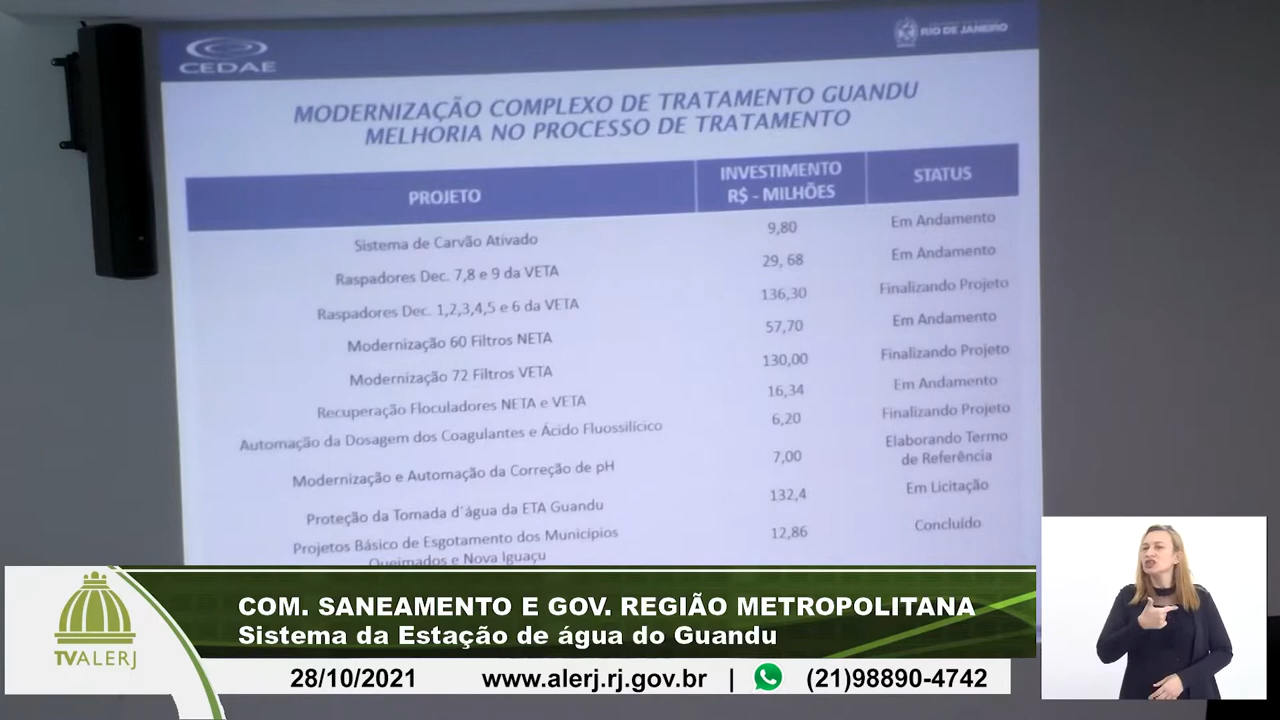 CEDAE
RIO DE JANEIRO
MODERNIZAÇÃO COMPLEXO DE TRATAMENTO GUANDU
MELHORIA NO PROCESSO DE TRATAMENTO
PROJETO
INVESTIMENTO
R$ - MILHÕES
STATUS
Sistema de Carvão Ativado 9,80 Em Andamento
Raspadores Dec. 7,8 e 9 da VETA 29, 68 Em Andamento
Raspadores Dec. 1,2,3,4,5 e 6 da VETA 136,30 Finalizando Projeto
Modernização 60 Filtros NETA 57,70 Em Andamento
Modernização 72 Filtros VETA 130,00 Finalizando Projeto
Recuperação Floculadores NETA e VETA 16,34 Em Andamento
Automação da Dosagem dos Coagulantes e Ácido Fluossilícico 6,20 Finalizando Projeto
Modernização e Automação da Correção de pH 7,00 Elaborando Termo
de Referência
Proteção da Tomada d´água da ETA Guandu 132,4 Em Licitação
Projetos Básico de Esgotamento dos Municípios 12,86 Concluído
Queimados e Nova Iguaçu
COM. SANEAMENTO E GOV. REGIÃO METROPOLITANA
Sistema da Estação de água do Guandu
TVALERJ
28/10/2021 www.alerj.rj.gov.br | (21)98890-4742